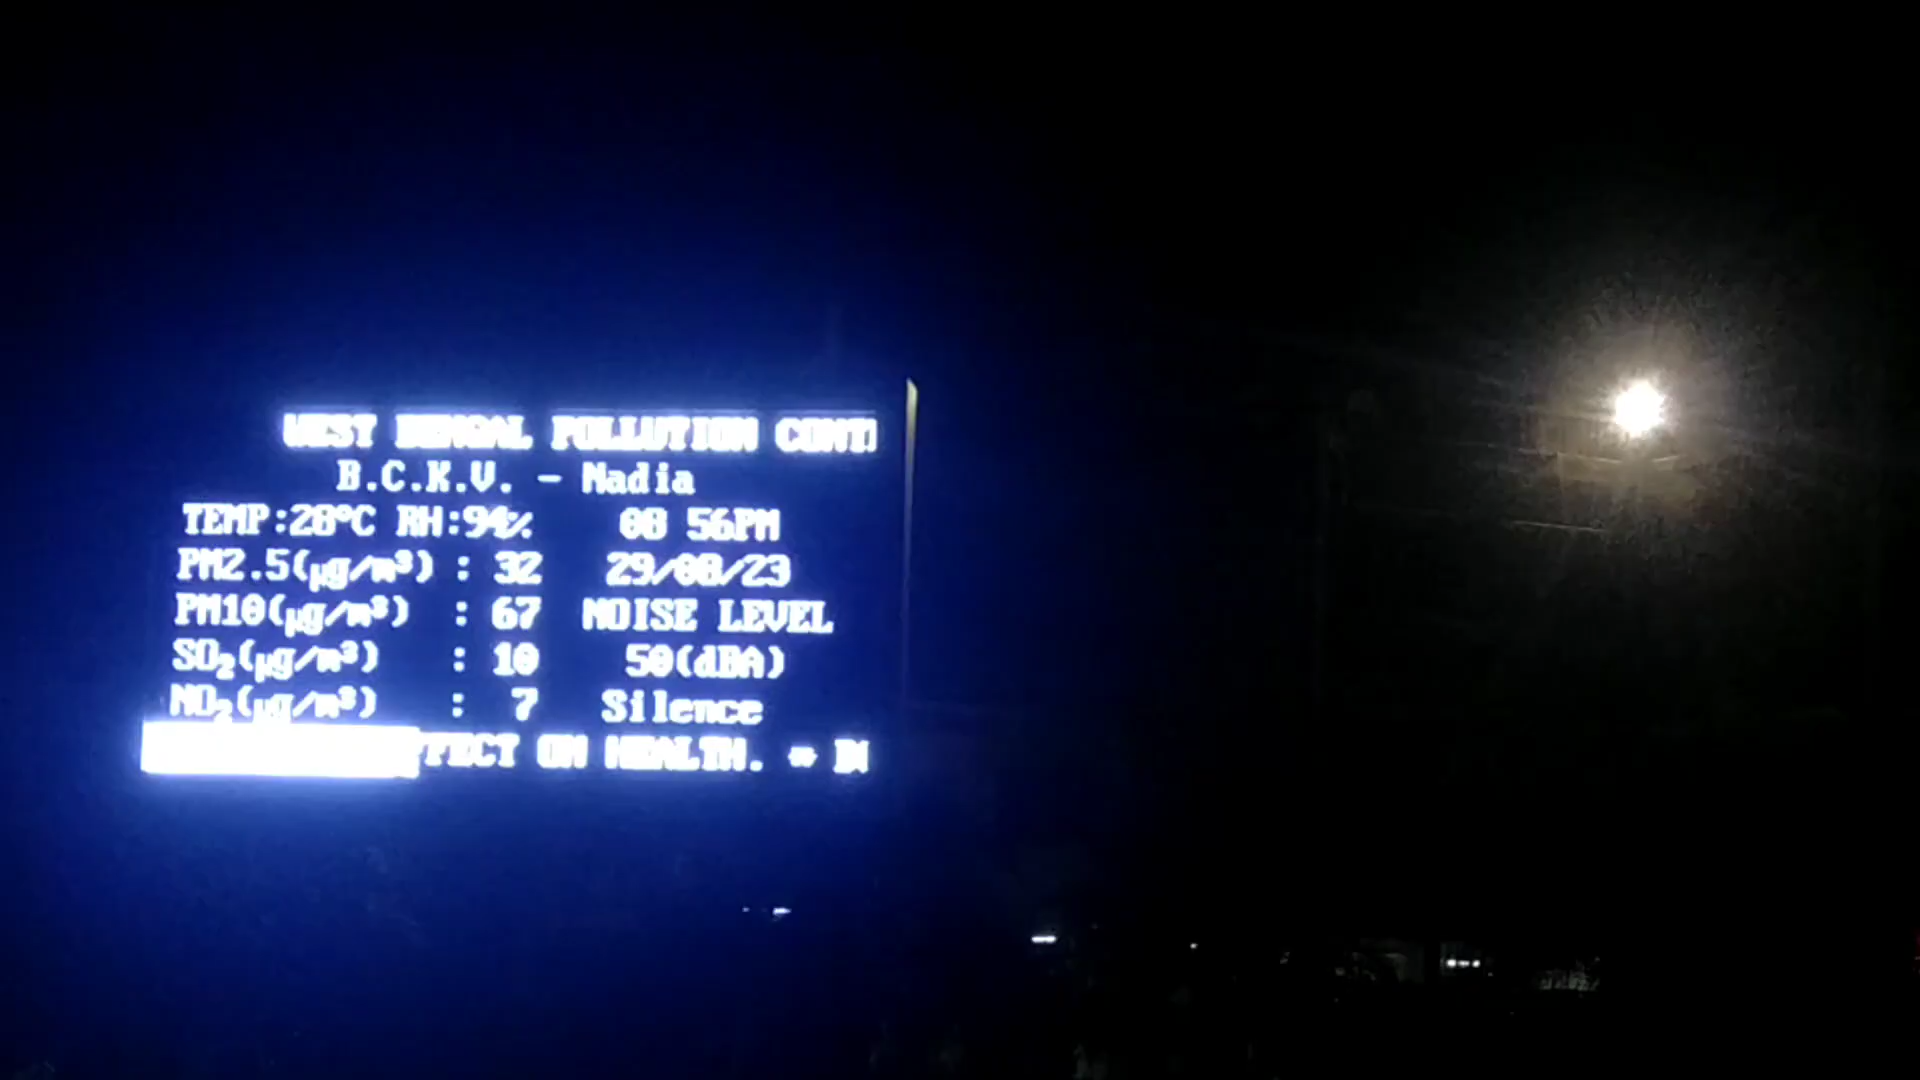 WEST BENGAL POLLUTION CONT
B.C.K.V. - Nadia
TEMP:28°C RH:94% 08 56PM
PM2.5(µg/m³) : 32 29/08/23
PM10(µg/m³) : 67 NOISE LEVEL
SO₂(µg/m³) : 10 50(dBA)
NO₂(µg/m³) : 7 Silence
FFECT ON HEALTH. * IN